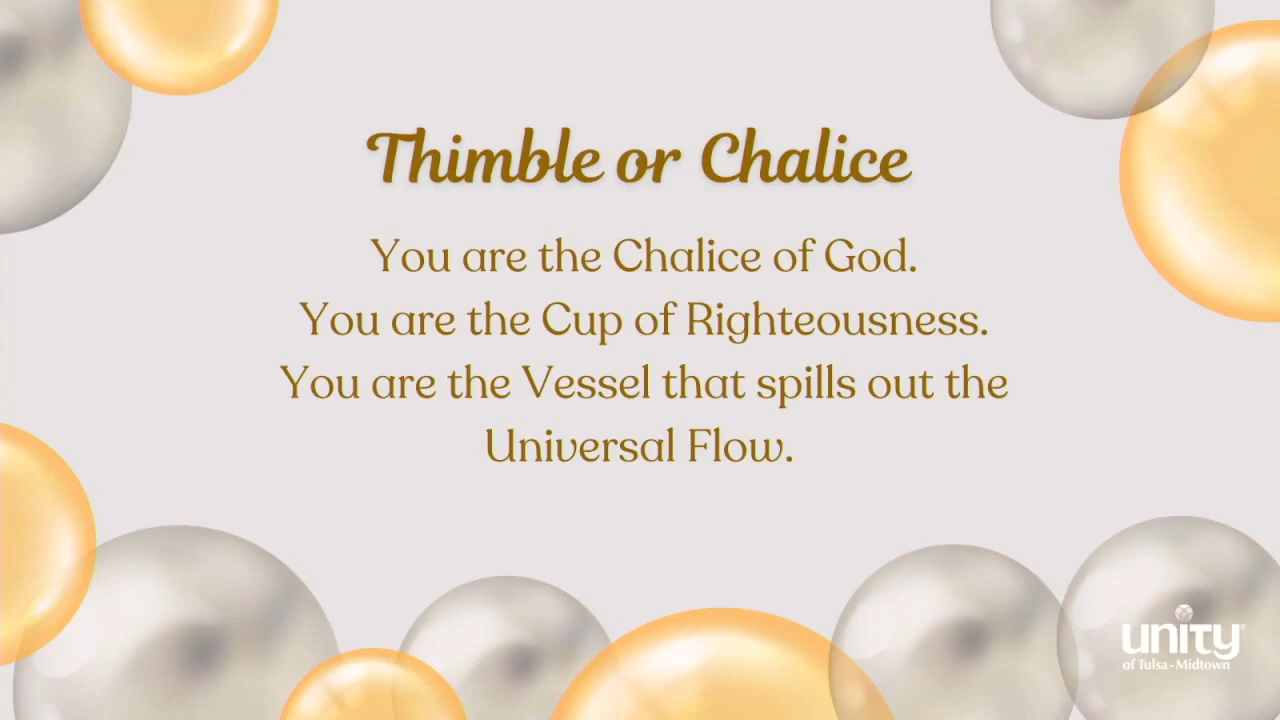 Thimble or Chalice
You are the Chalice of God.
You are the Cup of Righteousness.
You are the Vessel that spills out the
Universal Flow.
unity®
of Tulsa - Midtown